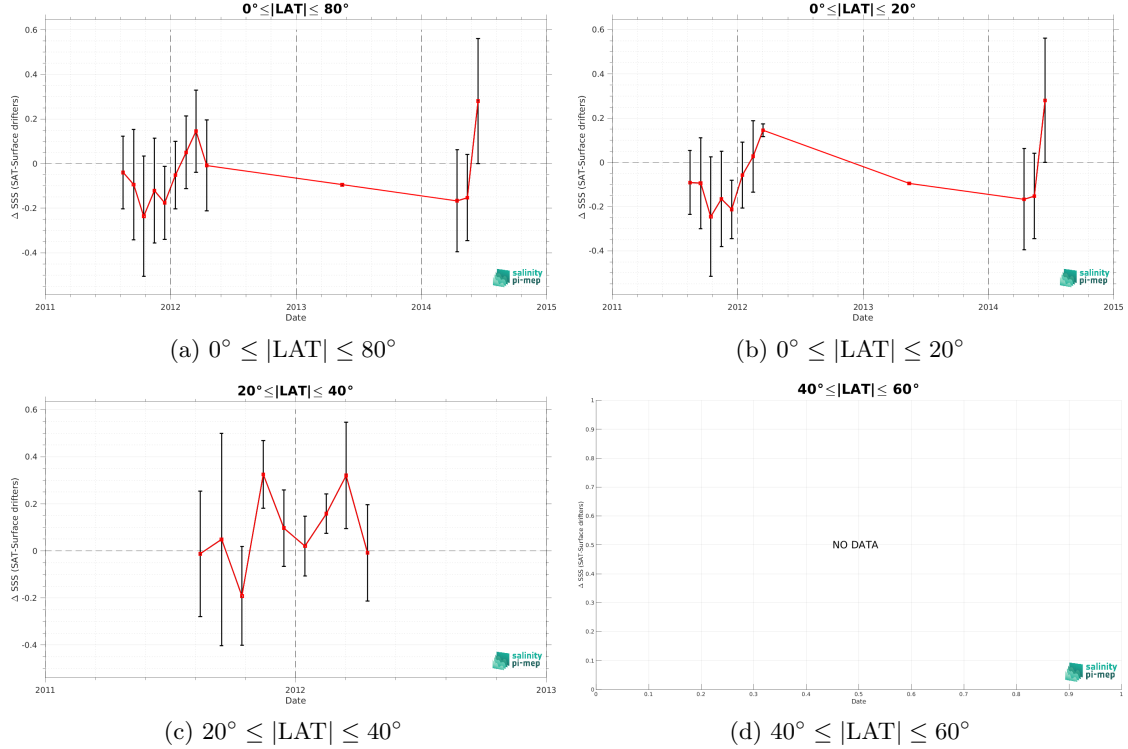 0°≤|LAT|≤ 80°
Δ SSS (SAT-Surface drifters)
0.6
0.4
0.2
0
-0.2
-0.4
2011
2012
2013
2014
2015
Date
salinity
pi-mep
(a) 0° ≤ |LAT| ≤ 80°
0°≤|LAT|≤ 20°
Δ SSS (SAT-Surface drifters)
0.6
0.4
0.2
0
-0.2
-0.4
2011
2012
2013
2014
2015
Date
salinity
pi-mep
(b) 0° ≤ |LAT| ≤ 20°
20°≤|LAT|≤ 40°
Δ SSS (SAT-Surface drifters)
0.6
0.4
0.2
0
-0.2
-0.4
2011
2012
2013
Date
salinity
pi-mep
(c) 20° ≤ |LAT| ≤ 40°
40°≤|LAT|≤ 60°
Δ SSS (SAT-Surface drifters)
1
0.9
0.8
0.7
0.6
0.5
0.4
0.3
0.2
0.1
0
NO DATA
0
0.1
0.2
0.3
0.4
0.5
0.6
0.7
0.8
0.9
1
Date
salinity
pi-mep
(d) 40° ≤ |LAT| ≤ 60°